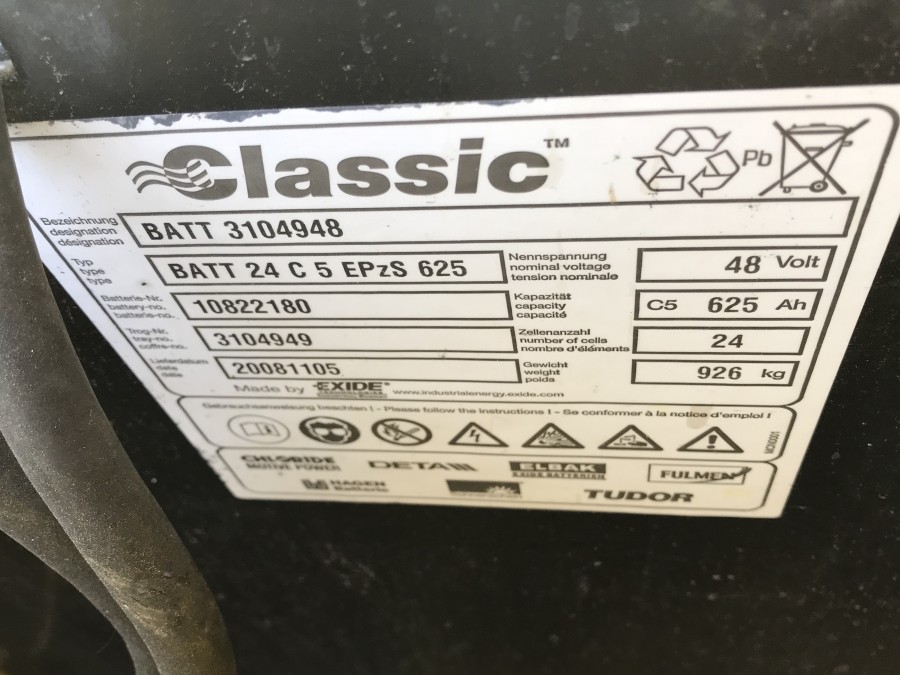 Classic™
Pb
Bezeichnung
designation
désignation
BATT 3104948
Typ
type
type
BATT 24 C 5 EPzS 625
Nennspannung
nominal voltage
tension nominale
48 Volt
Batterie-Nr.
battery-no.
batterie-no.
10822180
Kapazität
capacity
capacité
C5 625 Ah
Trog-Nr.
tray-no.
coffre-no.
3104949
Zellenanzahl
number of cells
nombre d'éléments
24
Lieferdatum
date
date
20081105
Gewicht
weight
poids
926 kg
Made by EXIDE www.industrialenergy.exide.com
Gebrauchsanweisung beachten ! - Please follow the instructions ! - Se conformer à la notice d'emploi !
CHLORIDE
MOTIVE POWER
DETA
ELBAK
FULMEN
HAGEN
Batterie
TUDOR